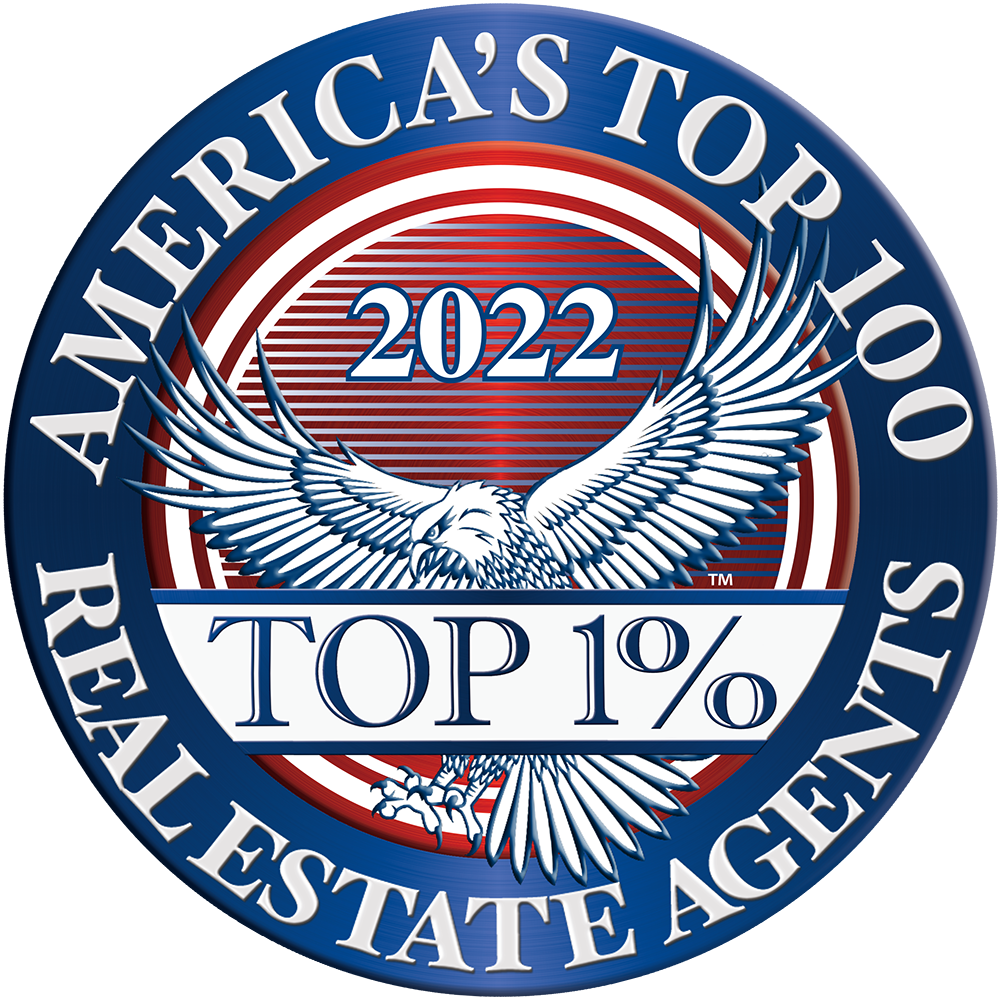 AMERICA'S TOP 100
2022
TM
TOP 1%
REAL ESTATE AGENTS